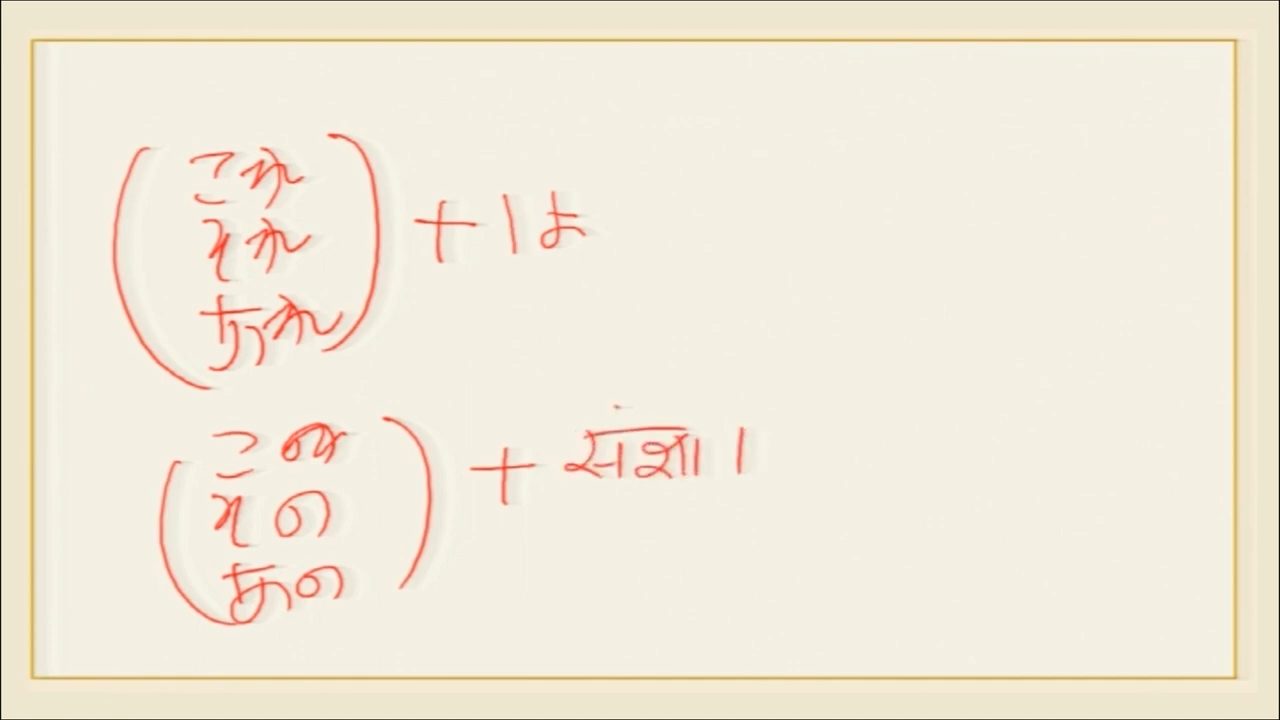 これ
それ + は
あれ
この + संज्ञा ।
その
あの